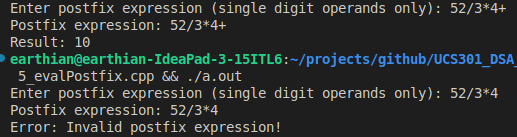 Enter postfix expression (single digit operands only): 52/3*4+
Postfix expression: 52/3*4+
Result: 10
earthian@earthian-IdeaPad-3-15ITL6:~/projects/github/UCS301_DSA_
5_evalPostfix.cpp && ./a.out
Enter postfix expression (single digit operands only): 52/3*4
Postfix expression: 52/3*4
Error: Invalid postfix expression!